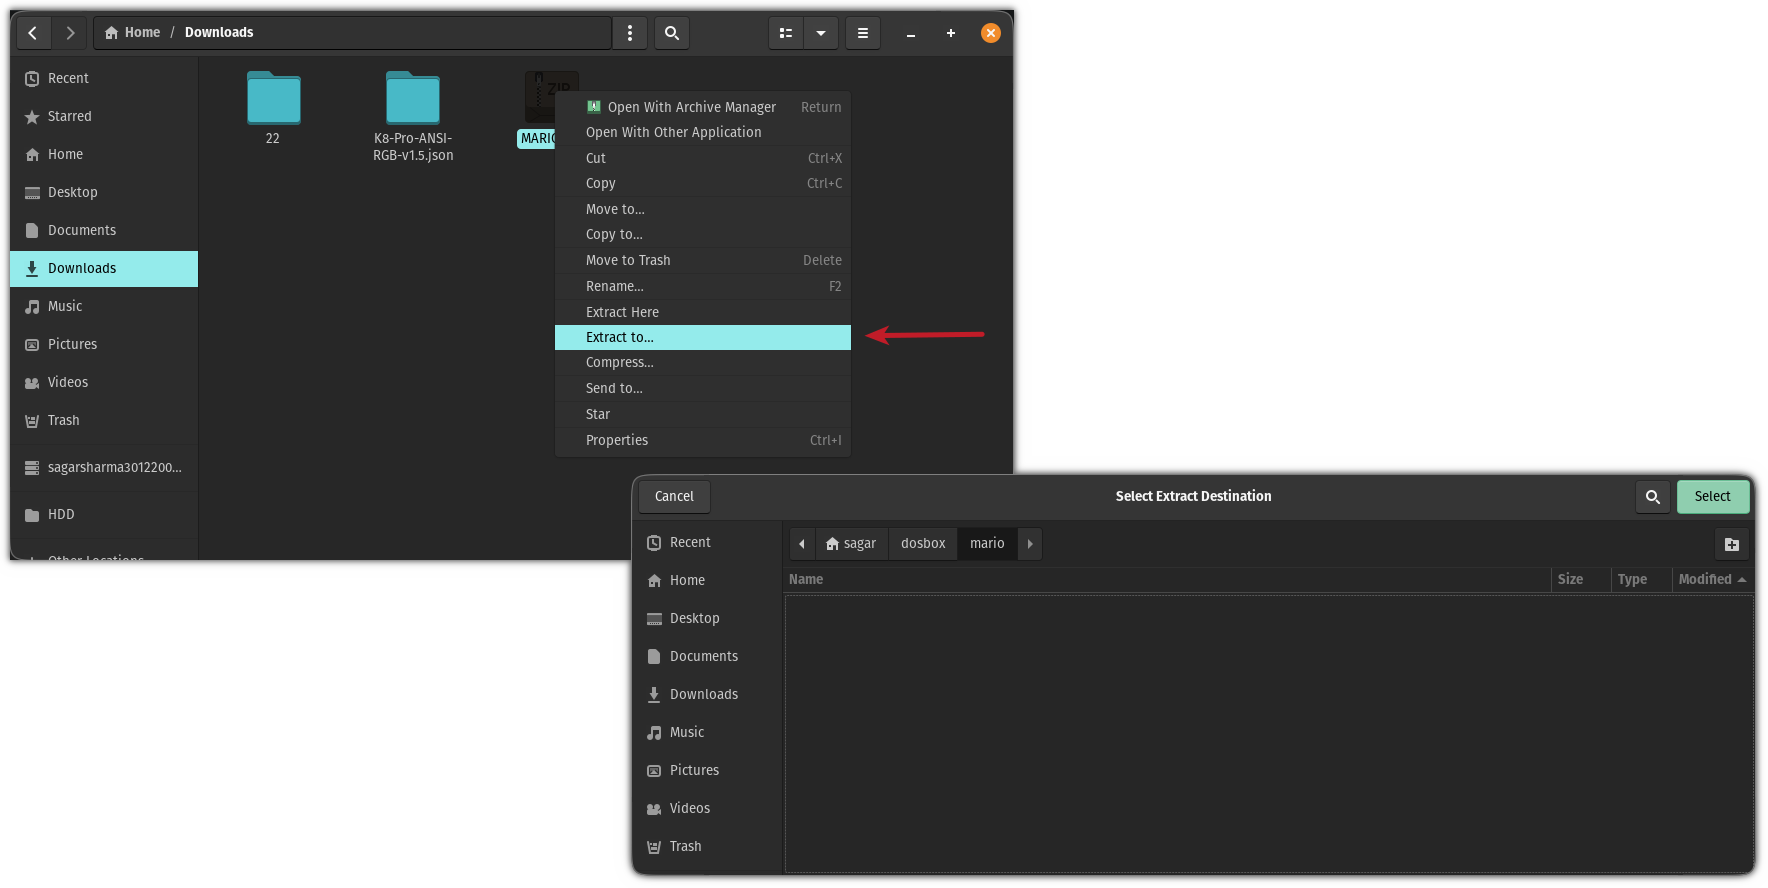 Home / Downloads
Recent
Starred
Home
Desktop
Documents
Downloads
Music
Pictures
Videos
Trash
sagarsharma3012200...
HDD
Other Locations
22
K8-Pro-ANSI-
RGB-v1.5.json
ZIP
MARIO
Open With Archive Manager Return
Open With Other Application
Cut Ctrl+X
Copy Ctrl+C
Move to...
Copy to...
Move to Trash Delete
Rename... F2
Extract Here
Extract to...
Compress...
Send to...
Star
Properties Ctrl+I
Cancel Select Extract Destination Select
Recent
Home
Desktop
Documents
Downloads
Music
Pictures
Videos
Trash
sagar dosbox mario
Name Size Type Modified